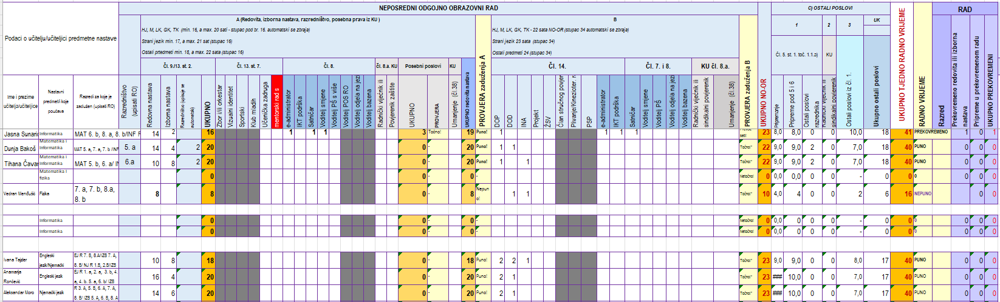 NEPOSREDNI ODGOJNO OBRAZOVNI RAD
C) OSTALI POSLOVI
RAD
A (Redovita, izborna nastava, razredništvo, posebna prava iz KU )
B
HJ, M, LK, GK, TK (min. 16, a max. 20 sati - stupac pod br. 16. automatski se zbraja)
HJ, M, LK, GK, TK - 22 sata NO-OR (stupac 34 automatski se zbraja)
1 2 3 UK
Podaci o učitelju/učiteljici predmetne nastave
Strani jezik min. 17, a max. 21 sat (stupac 16)
Strani jezik 23 sata (stupac 34)
Ostali prtedmeti min. 18, a max. 22 sata (stupac 16)
Ostali predmeti 24 (stupac 34)
Čl. 5. st. 1. toč. 1.1.a) KU
Čl. 9./13. st. 2. Čl. 13. st. 7. Čl. 8. Čl. 8.a. KU Posebni poslovi KU
Čl. 14. Čl. 7. i 8. KU čl. 8.a.
Ime i prezime učitelja/učiteljice
Nastavni predmeti koje poučava
Razredi za koje je zadužen (upisati RO)
Razredništvo (upisati RO)
Redovna nastava
Izborna nastava
Razredništvo upisuje se automatski
UKUPNO
Zbor i/ili orkestar
Vizalni identitet
Sportski
Klub mladih
Učenička zadruga
mentorski rad s
e-administrator
IKT podrška
Satničar
Voditelj smjene
Voditelj PŠ s više
Voditelj POS RO
Voditelj odjela na jezi
Voditelj bazena
Radnički vijećnik ili
Povjerenik zaštite
UKUPNO
PROVJERA
Umanjenje (čl.38)
UKUPNO redovita nastava
PROVJERA zaduženja A
DOP
DOD
INA
Projekt
ŽSV
Član stručnog povjer
Plivanje/Kinezioter. r
PSP
e-administrator
IKT podrška
Satničar
Voditelj smjene
Voditelj PŠ
Voditelj odjela na jezi
Voditelj bazena
Radnički vijećnik ili sindikalni povjeren
Umanjenje (čl.38)
PROVJERA zaduženja B
UKUPNO NO-OR
Pripremanje
Pripreme pod 5 i 6
Ostali poslovi razrednika
Radnički vijećnik ili sindikalni povjerenik
Ostali poslovi iz čl. 1.
Ukupno ostali poslovi
UKUPNO TJEDNO RADNO VRIJEME
RADNO VRIJEME
Razred
Prekovremeno redovita ili izborna nastava
Pripreme u prekovremenom radu
UKUPNO PREKOVREMENI
Jasna Sunario Informatika MAT 6. b, 8. a, 8. b/INF 14 2 16 1 1 1 3 Točno! 19 Puno! 1 1 1 1 sati! 23 8,0 8,0 0 0 10,0 18 41 PREKOVREMENO 1 0 1
Dunja Bakoš Matematika i Informatika MAT 5. a, 7. a, 7. b /INF 5. a 14 4 2 20 0 - 20 Puno! 1 1 Točno!" 22 9,0 9,0 2 0 7,0 18 40 PUNO 0 0 0
Tihana Čavar Matematika i Informatika MAT 5. b, 6. a/ 6.a 10 8 2 20 0 - 20 Puno! 1 1 Točno!" 22 9,0 9,0 2 0 7,0 18 40 PUNO 0 0 0
Matematika i fizika 0 0 - 0 - Netočno! 0 0,0 0,0 0 0 - 0 0 0 0 0 0
Vedran Menđušić Fizika 7. a, 7. b, 8.a, 8. b 8 8 0 - 8 Nepuno! 1 1 Točno!" 10 4,0 4 0 0 2 6 16 NEPUNO 0 0
Informatika 0 0 - 0 - Netočno! 0 0,0 0 0 0 - 0 0 0 0 0 0
Informatika 0 0 - 0 - Netočno! 0 0,0 0 0 0 - 0 0 0 0 0 0
Ivana Tajzler Engleski jezik/Njemački EJ R 7. B, 8.A/IZB 7. A, 8. B/ NJ R 1.B, 2.B/IZB 10 8 18 0 - 18 Puno! 2 2 1 Točno!" 23 9,0 9,0 0 0 8,0 17 40 PUNO 0 0 0
Anamarija Rončević Engleski jezik EJ R 1. a, 2. a, 3. b, 4. a, 4. b, 5. a, 6. b/ IZB 16 4 20 0 - 20 Puno! 2 1 Točno!" 23 ### 10,0 0 0 7,0 17 40 PUNO 0 0 0
Aleksandar Moro Njemački jezik R 3. A, 5. B, 6. A, 7. A, 8. B/ IZB 5. A, 6. B, 8. A 14 6 20 0 - 20 Puno! 2 1 Točno!" 23 ### 10,0 0 0 7,0 17 40 PUNO 0 0 0